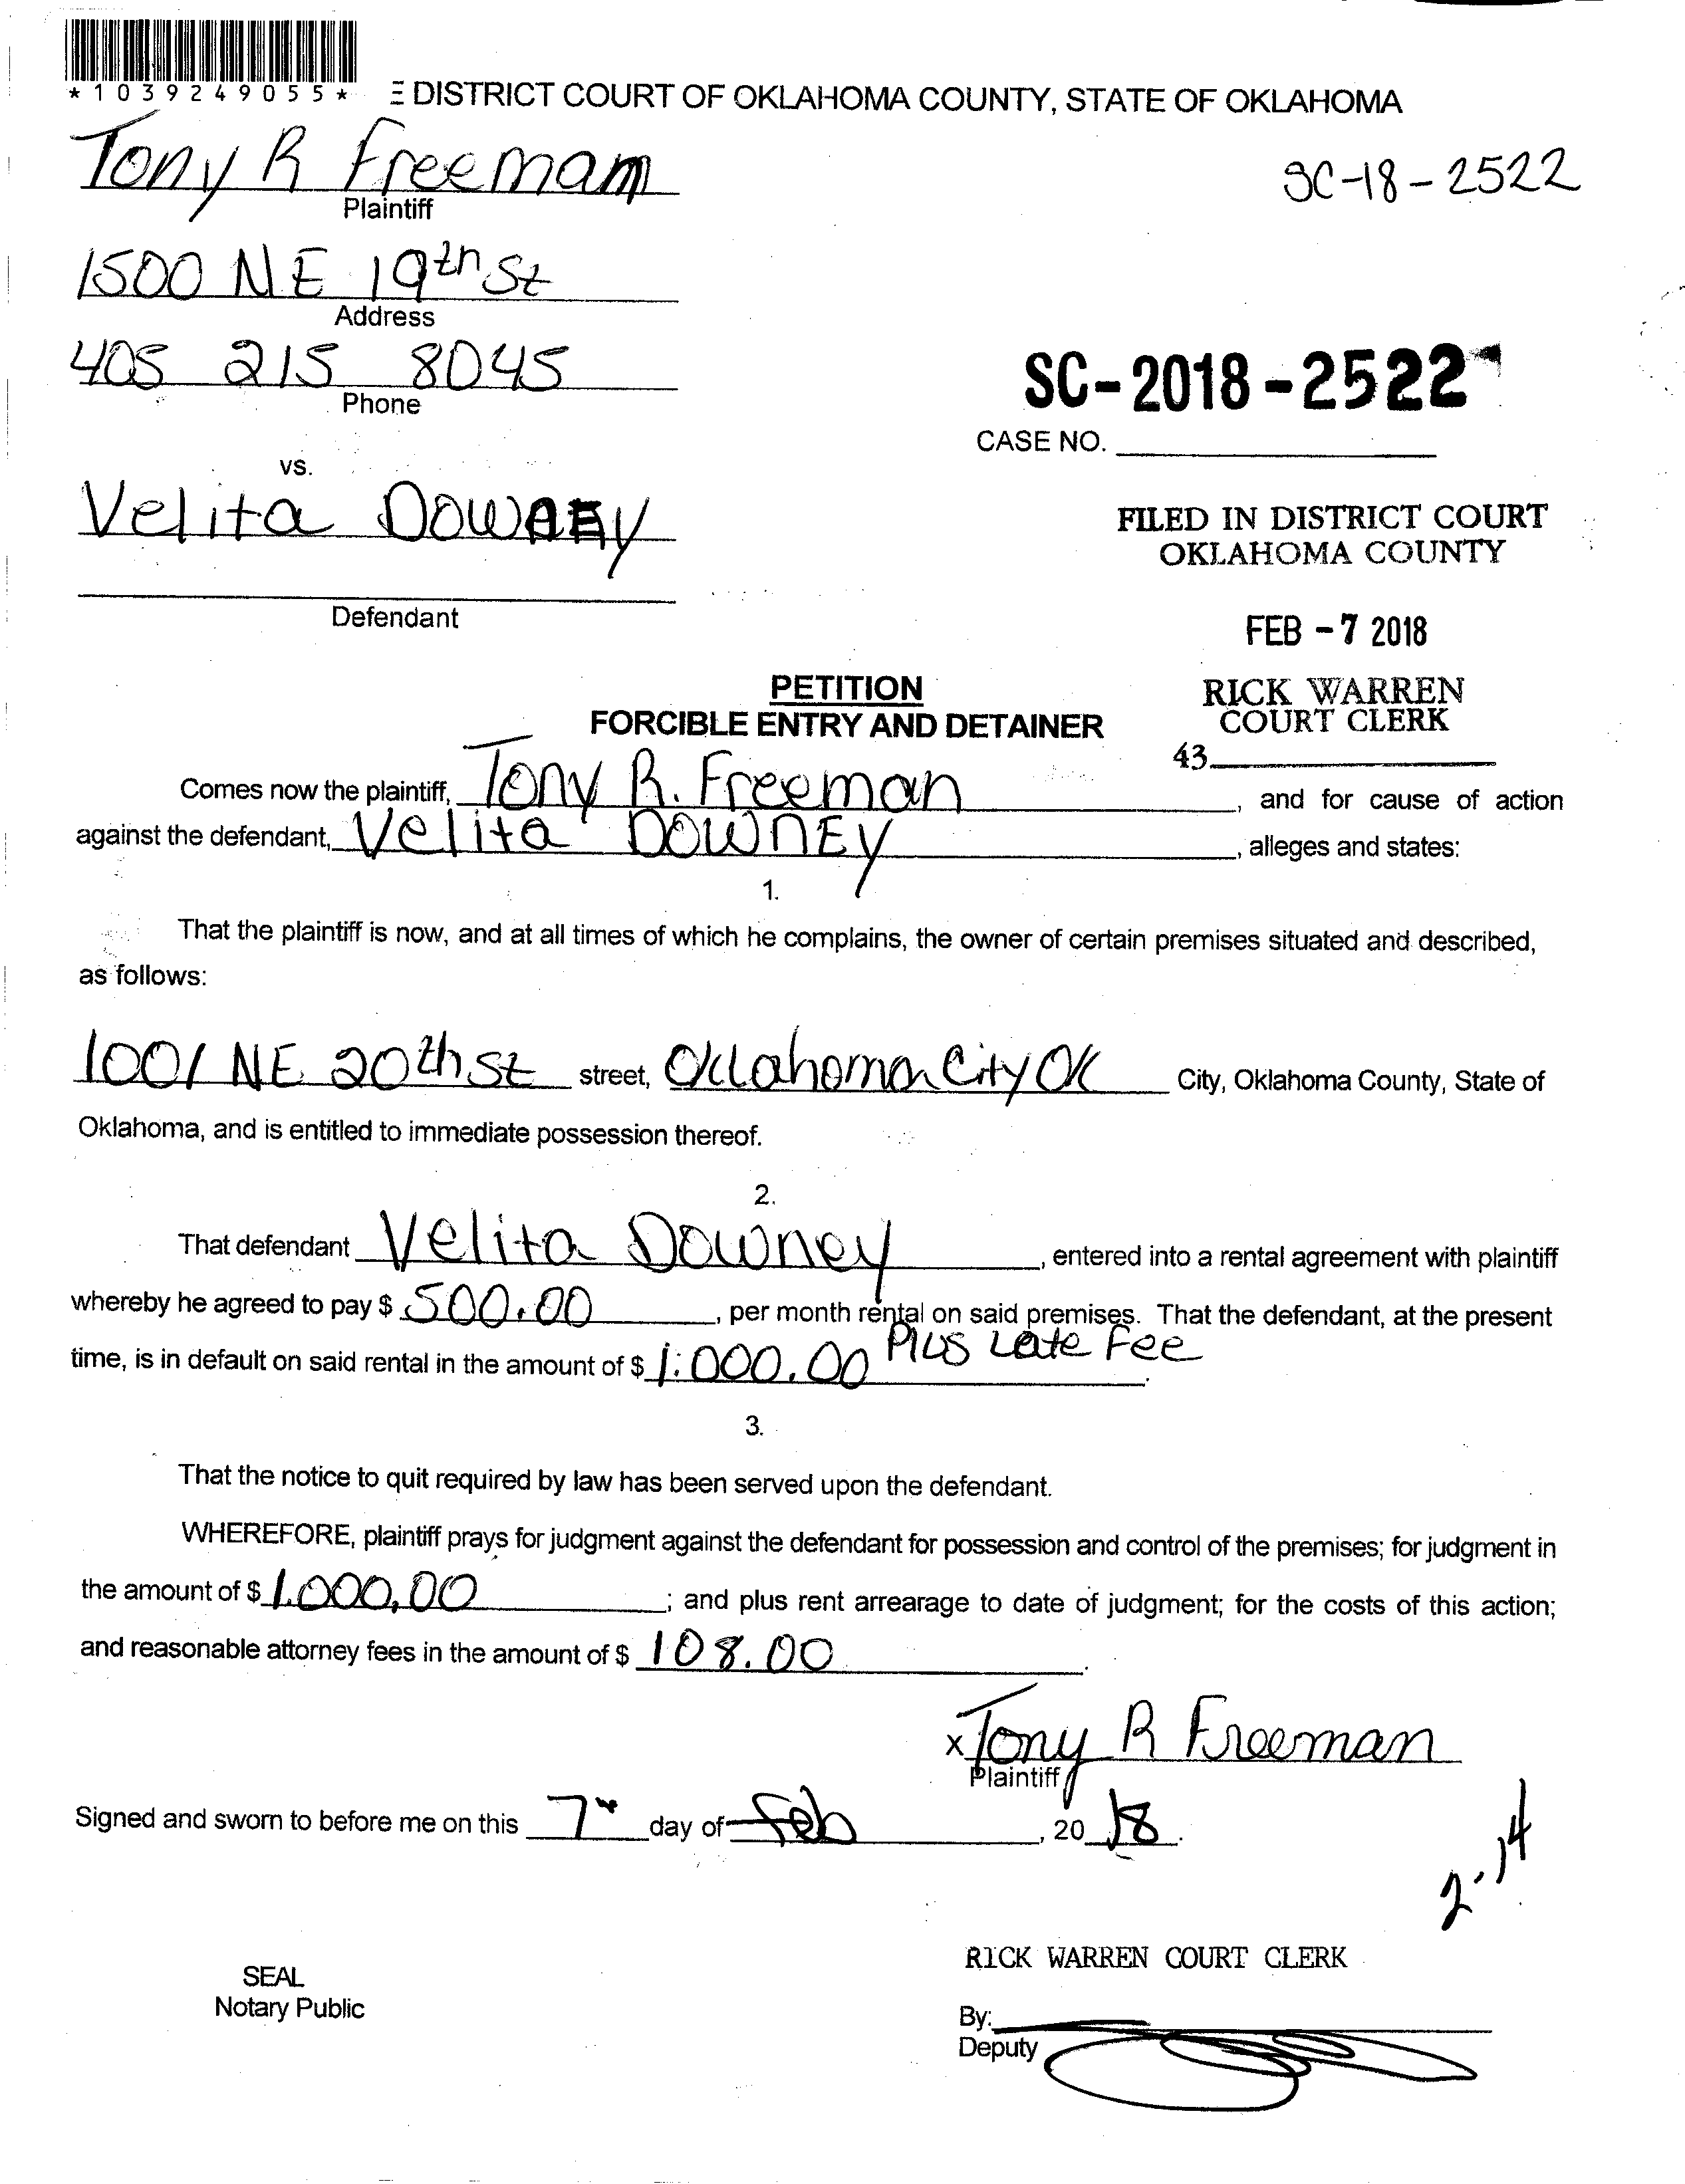 *1039249055*
E DISTRICT COURT OF OKLAHOMA COUNTY, STATE OF OKLAHOMA
Tony R Freeman
Plaintiff
SC-18-2522
1500 NE 19th St
Address
405 215 8045
Phone
SC-2018-2522
CASE NO.
vs.
Velita Downey
Defendant
FILED IN DISTRICT COURT
OKLAHOMA COUNTY
FEB -7 2018
RICK WARREN
COURT CLERK
43
PETITION
FORCIBLE ENTRY AND DETAINER
Comes now the plaintiff, Tony R. Freeman, and for cause of action
against the defendant, Velita DOWNEY, alleges and states:
1.
That the plaintiff is now, and at all times of which he complains, the owner of certain premises situated and described,
as follows:
1001 NE 20th St street, Oklahoma City OK City, Oklahoma County, State of
Oklahoma, and is entitled to immediate possession thereof.
2.
That defendant Velita Downey, entered into a rental agreement with plaintiff
whereby he agreed to pay $ 500.00, per month rental on said premises. That the defendant, at the present
time, is in default on said rental in the amount of $ 1,000.00 Plus Late Fee.
3.
That the notice to quit required by law has been served upon the defendant.
WHEREFORE, plaintiff prays for judgment against the defendant for possession and control of the premises; for judgment in
the amount of $ 1,000.00; and plus rent arrearage to date of judgment; for the costs of this action;
and reasonable attorney fees in the amount of $ 108.00.
x Tony R Freeman
Plaintiff
Signed and sworn to before me on this 7th day of Feb, 20 18.
2-14
SEAL
Notary Public
RICK WARREN COURT CLERK
By:
Deputy